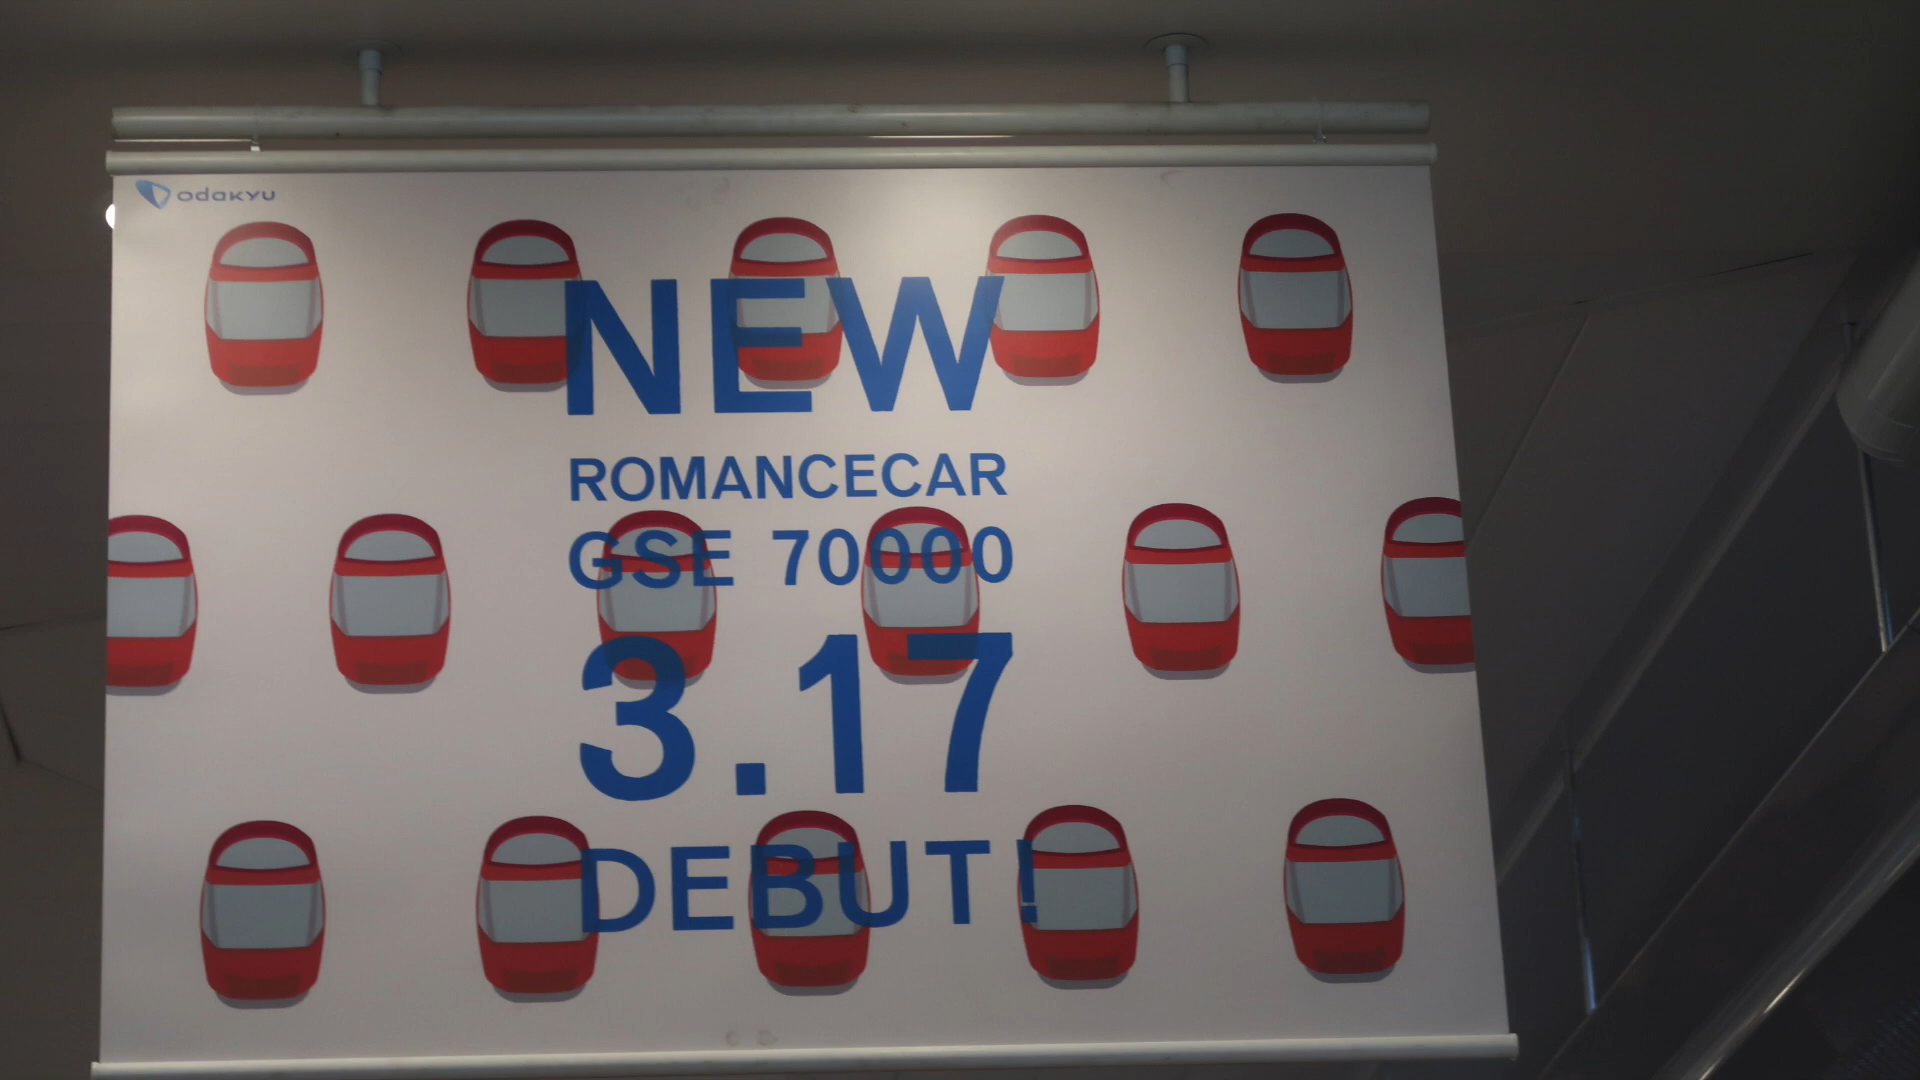 odakyu
NEW
ROMANCECAR
GSE 70000
3.17
DEBUT!